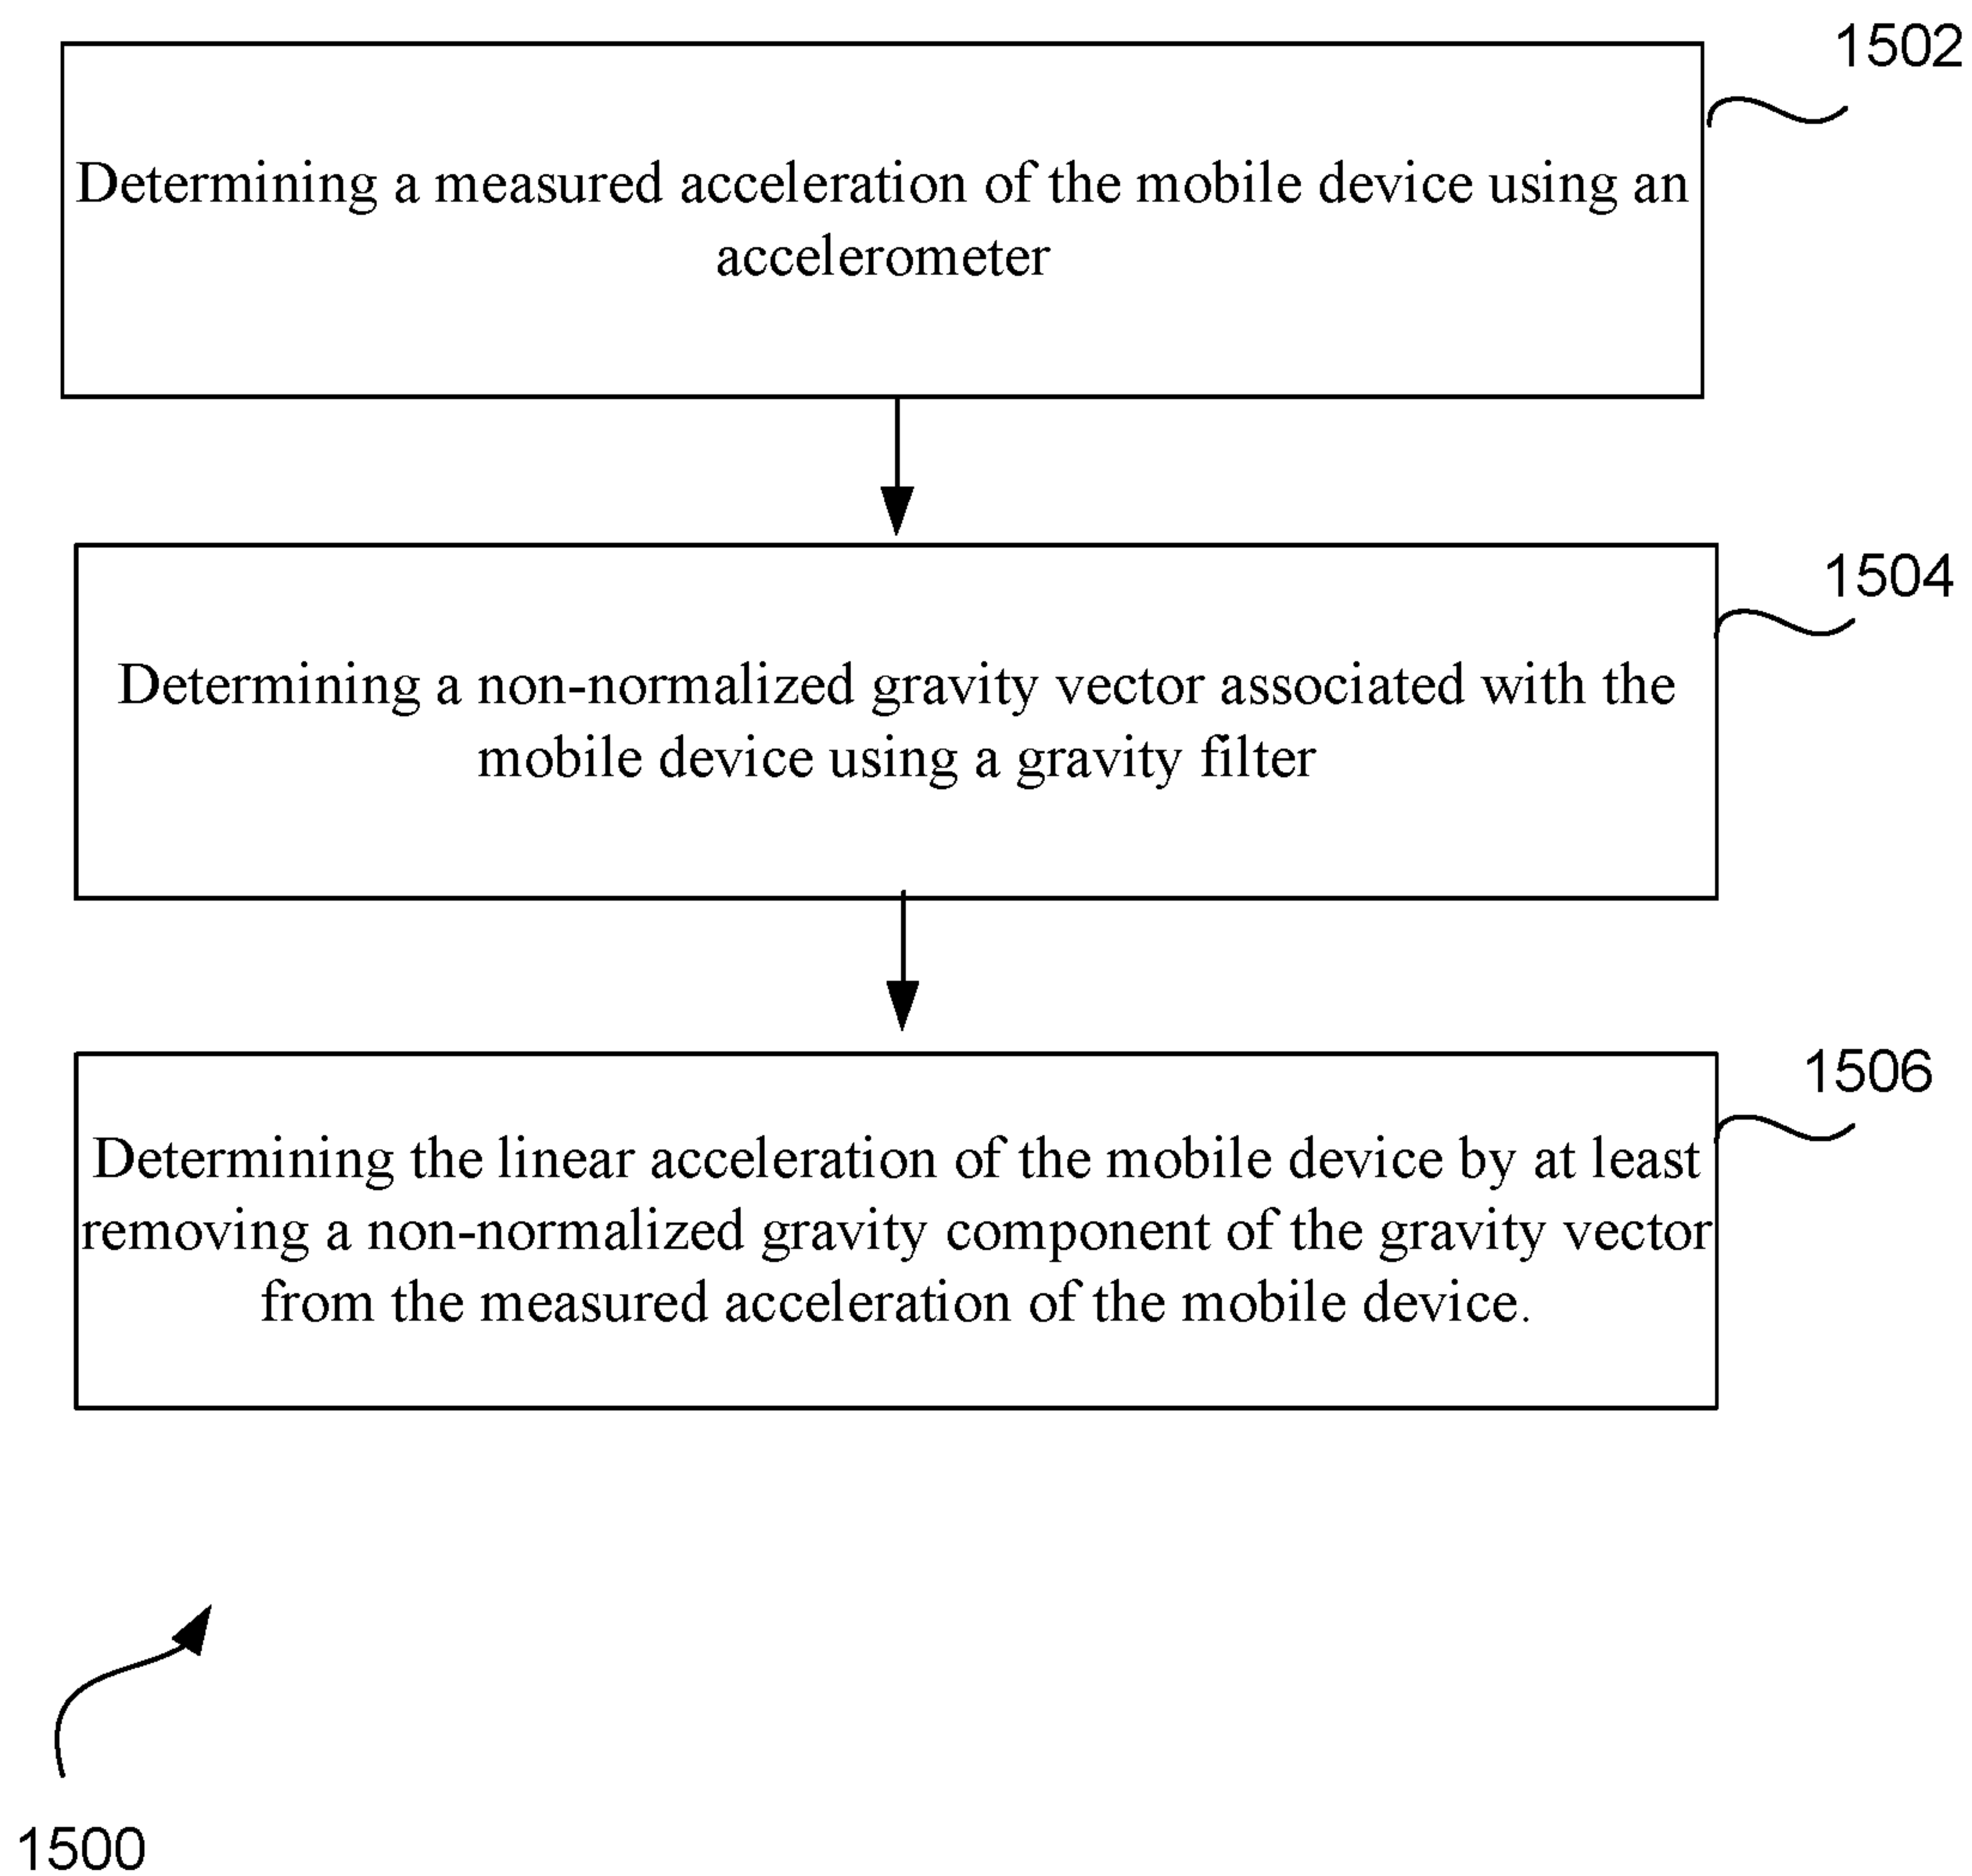 1502
Determining a measured acceleration of the mobile device using an
accelerometer
1504
Determining a non-normalized gravity vector associated with the
mobile device using a gravity filter
1506
Determining the linear acceleration of the mobile device by at least
removing a non-normalized gravity component of the gravity vector
from the measured acceleration of the mobile device.
1500